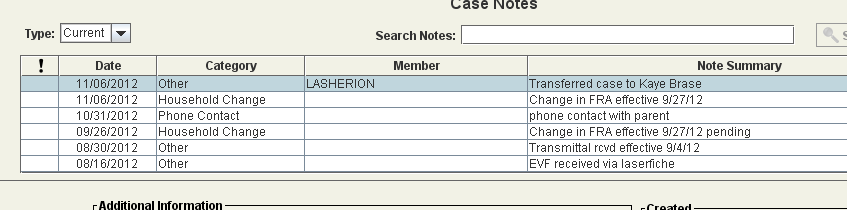 Case Notes
Type: Current Search Notes: S
! Date Category Member Note Summary
11/06/2012 Other LASHERION Transferred case to Kaye Brase
11/06/2012 Household Change Change in FRA effective 9/27/12
10/31/2012 Phone Contact phone contact with parent
09/26/2012 Household Change Change in FRA effective 9/27/12 pending
08/30/2012 Other Transmittal rcvd effective 9/4/12
08/16/2012 Other EVF received via laserfiche
Additional Information Created